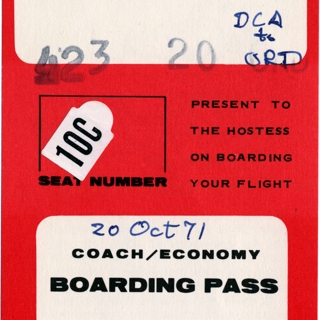 DCA
to
423 20 ORD
PRESENT TO
THE HOSTESS
ON BOARDING
YOUR FLIGHT
10C
SEAT NUMBER
20 Oct 71
COACH/ECONOMY
BOARDING PASS